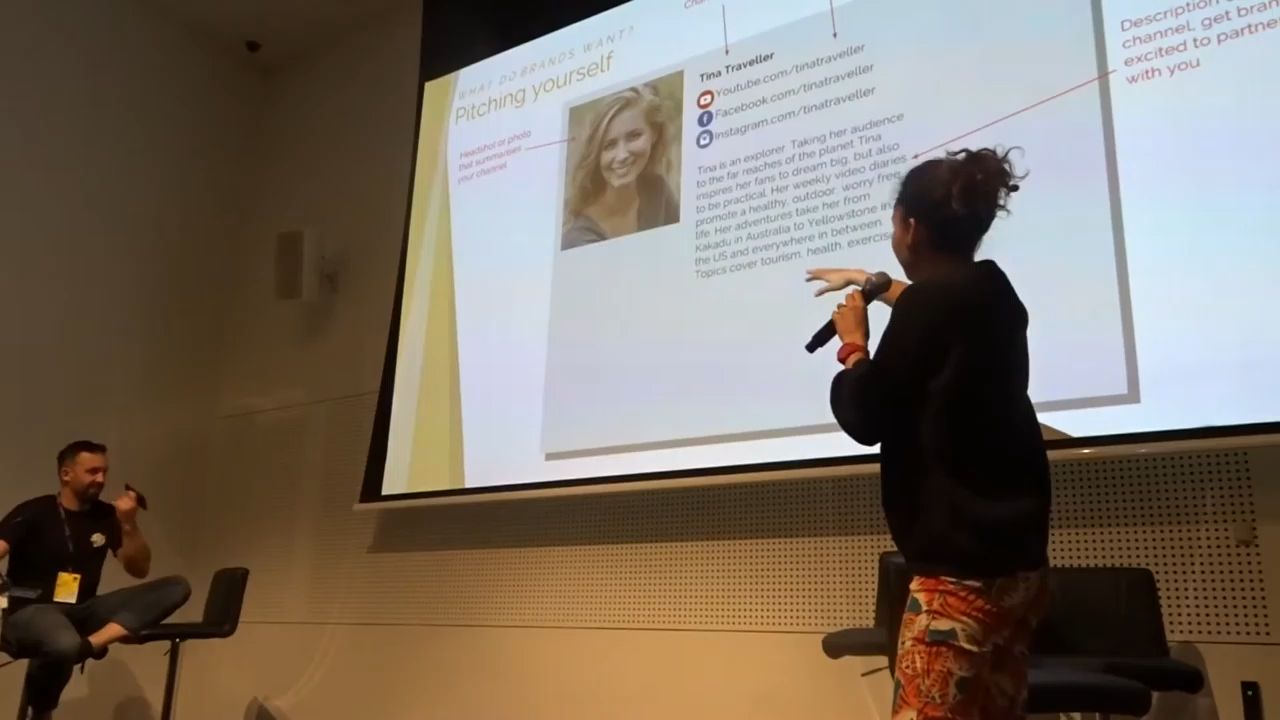 WHAT DO BRANDS WANT?
Pitching yourself
Headshot or photo
that summarises
your channel
Tina Traveller
Youtube.com/tinatraveller
Facebook.com/tinatraveller
Instagram.com/tinatraveller
Tina is an explorer. Taking her audience
to the far reaches of the planet Tina
inspires her fans to dream big, but also
to be practical. Her weekly video diaries
promote a healthy, outdoor, worry free
life. Her adventures take her from
Kakadu in Australia to Yellowstone in
the US and everywhere in between.
Topics cover tourism, health,
Description
channel, get
excited to partner
with you